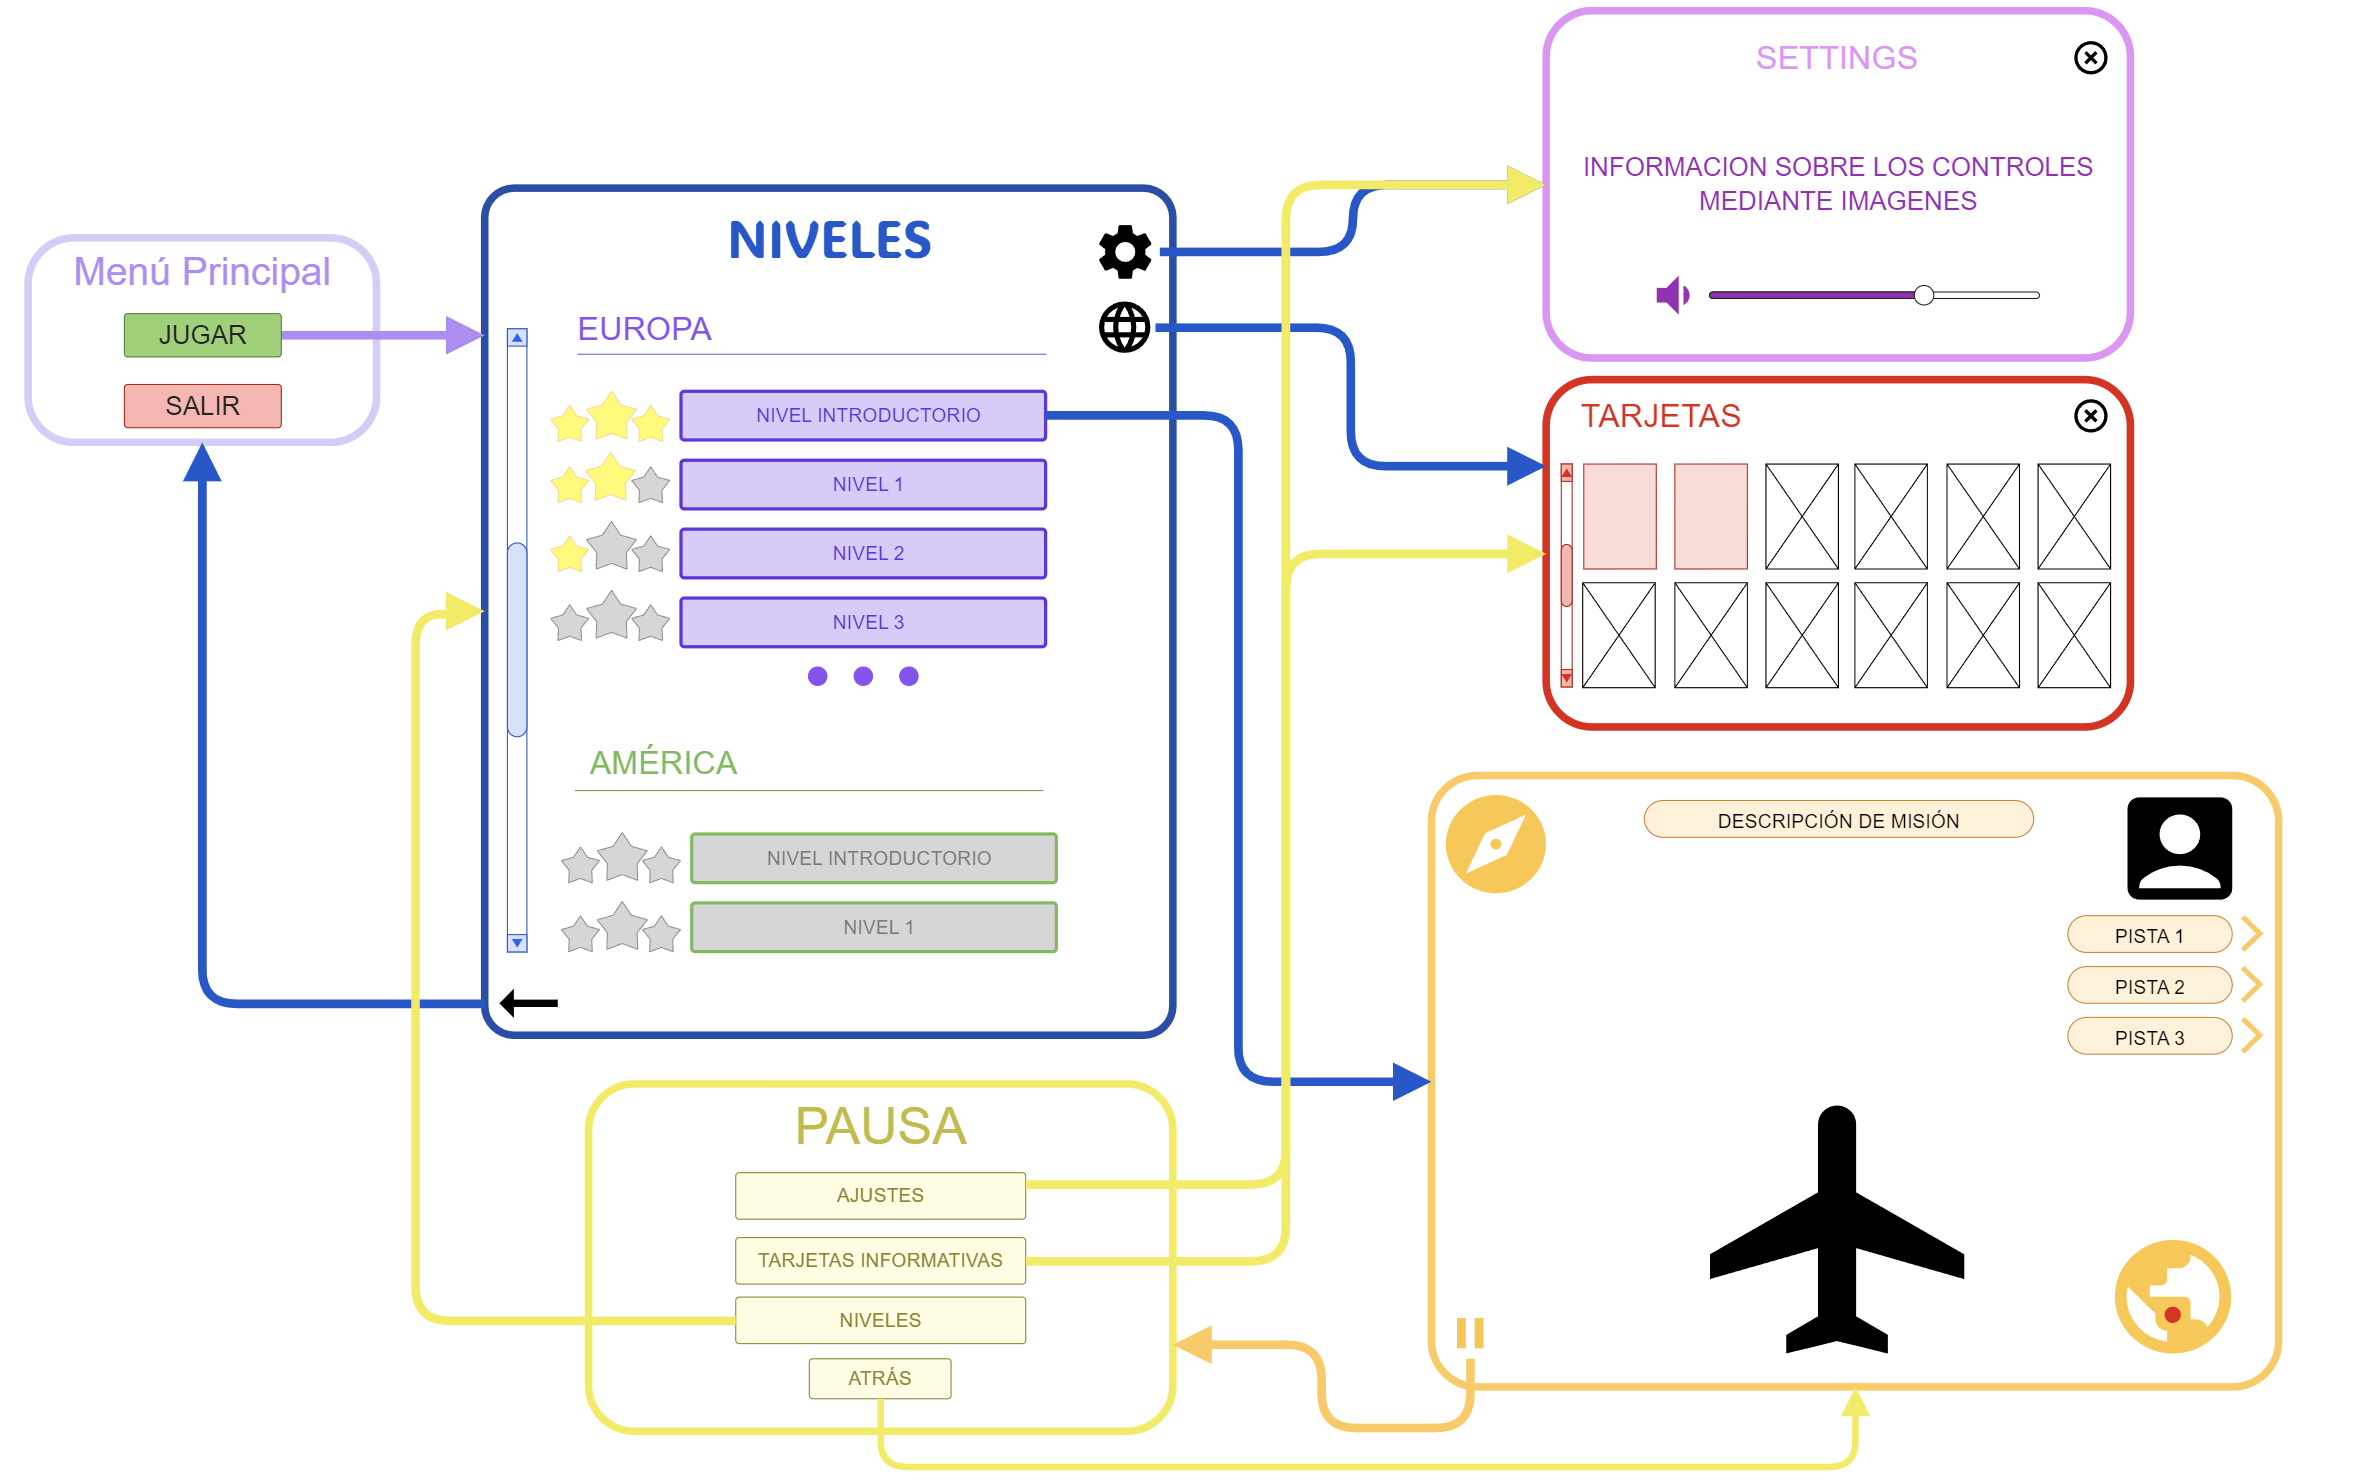 Menú Principal
JUGAR
SALIR
NIVELES
EUROPA
NIVEL INTRODUCTORIO
NIVEL 1
NIVEL 2
NIVEL 3
AMÉRICA
NIVEL INTRODUCTORIO
NIVEL 1
SETTINGS
INFORMACION SOBRE LOS CONTROLES
MEDIANTE IMAGENES
TARJETAS
DESCRIPCIÓN DE MISIÓN
PISTA 1
PISTA 2
PISTA 3
PAUSA
AJUSTES
TARJETAS INFORMATIVAS
NIVELES
ATRÁS